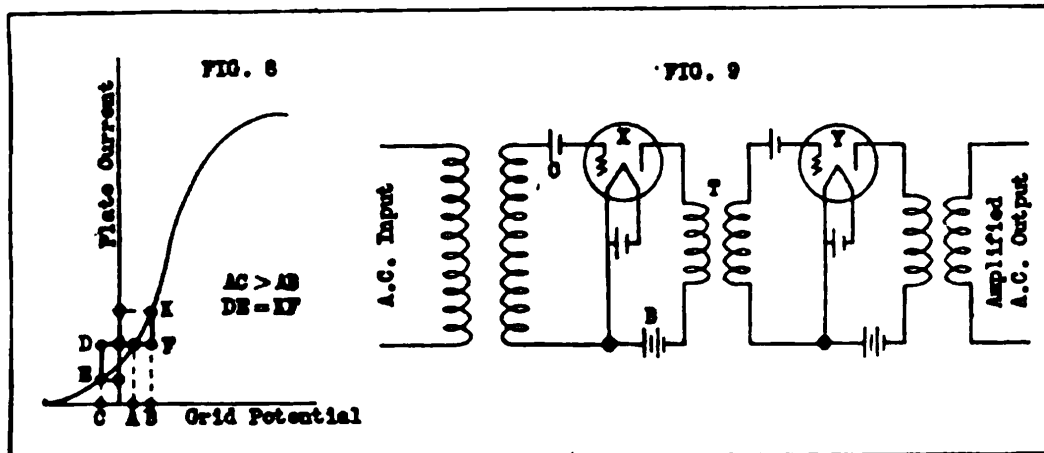 FIG. 8
Plate Current
AC > AB
DE = KF
K
D
F
E
C
A
B
Grid Potential
FIG. 9
A.C. Input
C
X
T
B
Y
Amplified
A.C. Output